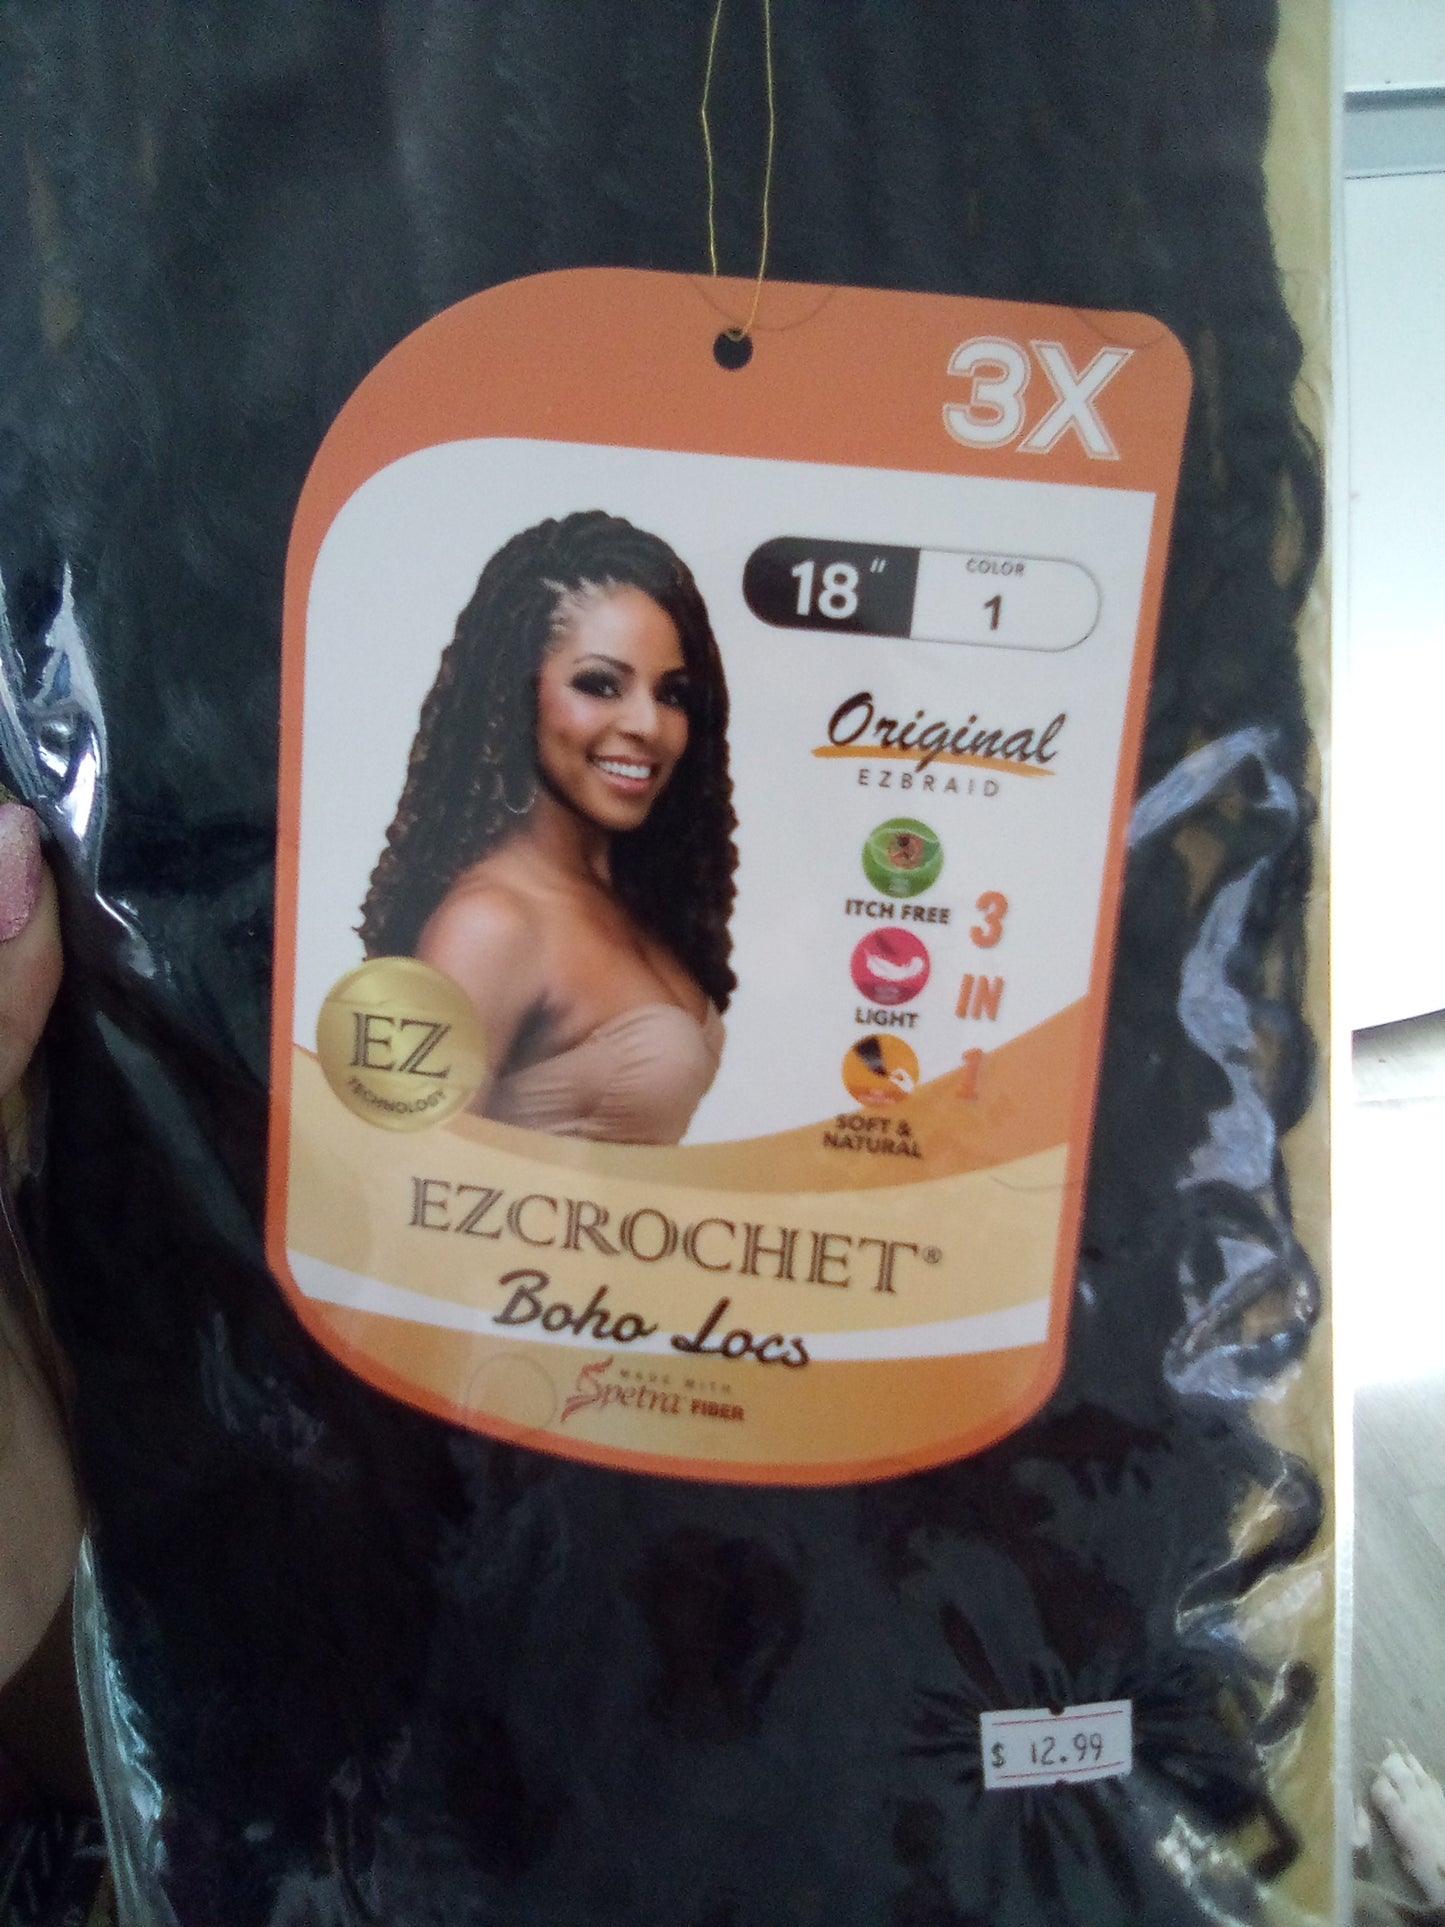 3X
18"
COLOR
1
Original
EZBRAID
ITCH FREE
LIGHT
SOFT &
NATURAL
3
IN
1
EZ
TECHNOLOGY
EZCROCHET®
Boho Locs
MADE WITH
Spetra FIBER
$ 12.99